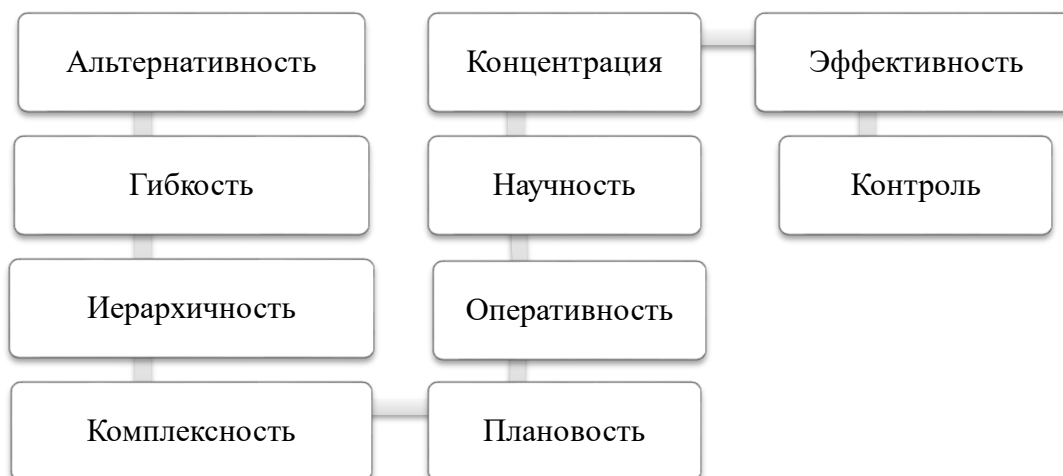 Альтернативность
Гибкость
Иерархичность
Комплексность
Плановость
Оперативность
Научность
Концентрация
Эффективность
Контроль